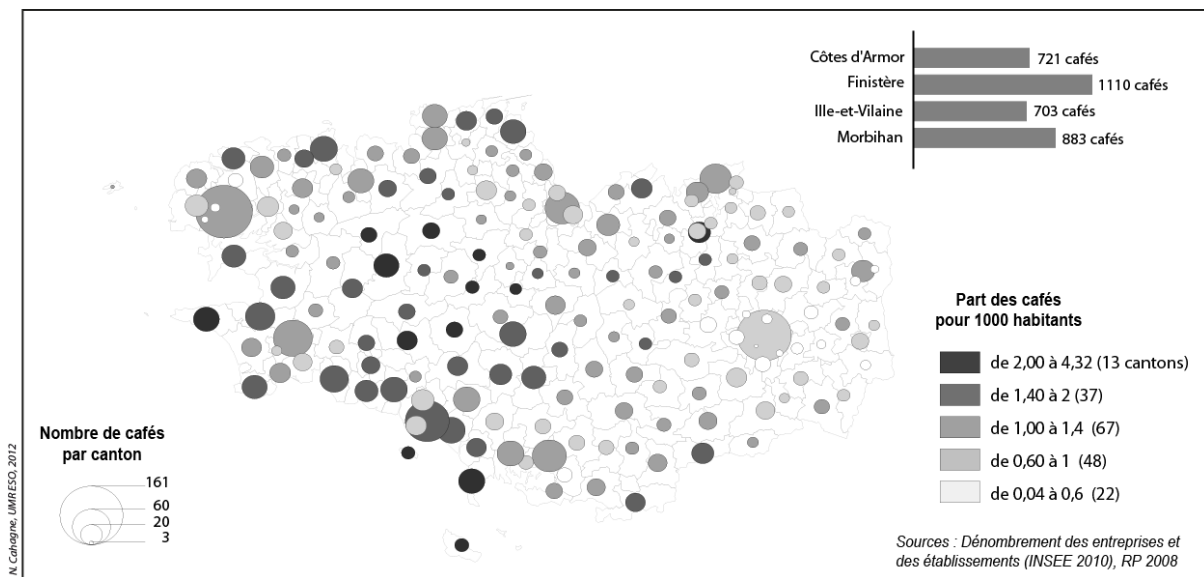 Côtes d'Armor
721 cafés
Finistère
1110 cafés
Ille-et-Vilaine
703 cafés
Morbihan
883 cafés
Part des cafés
pour 1000 habitants
de 2,00 à 4,32 (13 cantons)
de 1,40 à 2 (37)
de 1,00 à 1,4 (67)
de 0,60 à 1 (48)
de 0,04 à 0,6 (22)
Nombre de cafés
par canton
161
60
20
3
Sources : Dénombrement des entreprises et
des établissements (INSEE 2010), RP 2008
N. Cahagne, UMRESO, 2012